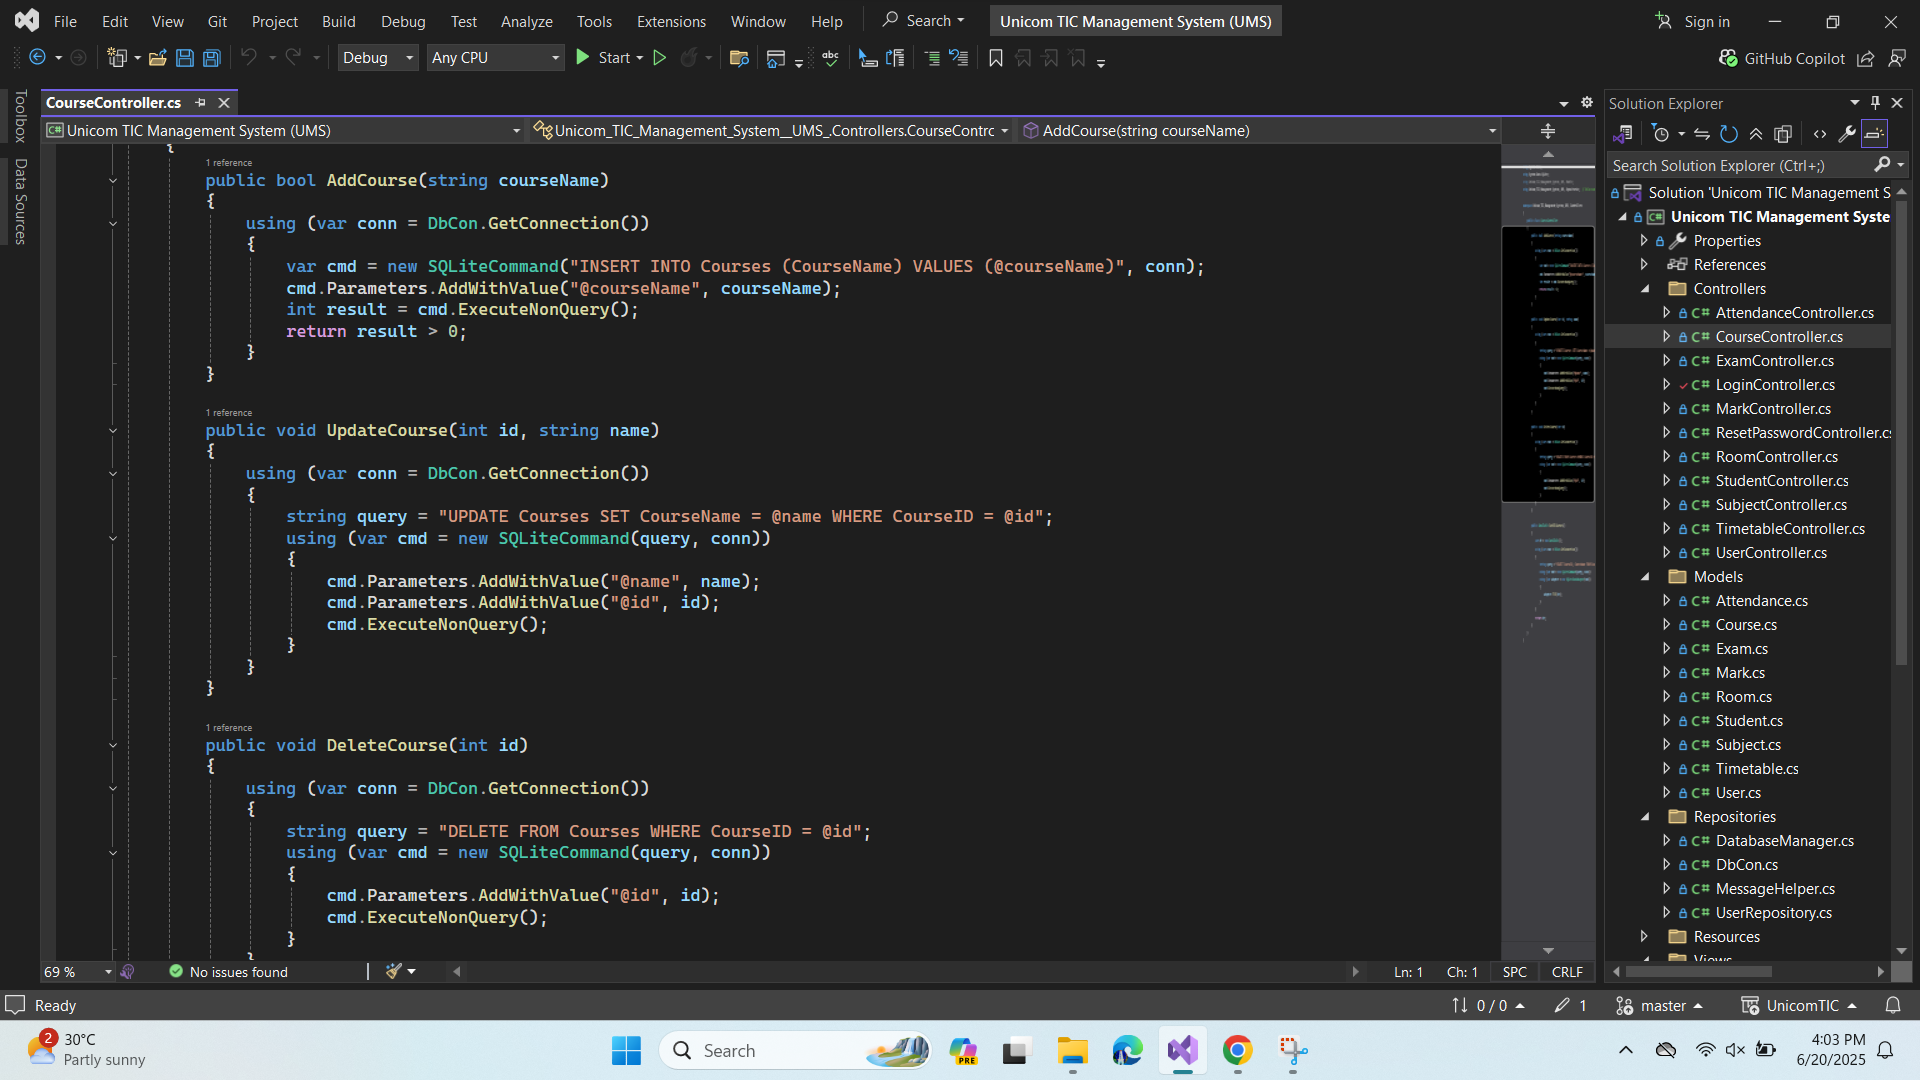 File Edit View Git Project Build Debug Test Analyze Tools Extensions Window Help Search Unicom TIC Management System (UMS) Sign in
Debug Any CPU Start GitHub Copilot
Toolbox
Data Sources
CourseController.cs
Unicom TIC Management System (UMS) Unicom_TIC_Management_System__UMS_.Controllers.CourseContrc AddCourse(string courseName)
{
1 reference
public bool AddCourse(string courseName)
{
using (var conn = DbCon.GetConnection())
{
var cmd = new SQLiteCommand("INSERT INTO Courses (CourseName) VALUES (@courseName)", conn);
cmd.Parameters.AddWithValue("@courseName", courseName);
int result = cmd.ExecuteNonQuery();
return result > 0;
}
}
1 reference
public void UpdateCourse(int id, string name)
{
using (var conn = DbCon.GetConnection())
{
string query = "UPDATE Courses SET CourseName = @name WHERE CourseID = @id";
using (var cmd = new SQLiteCommand(query, conn))
{
cmd.Parameters.AddWithValue("@name", name);
cmd.Parameters.AddWithValue("@id", id);
cmd.ExecuteNonQuery();
}
}
}
1 reference
public void DeleteCourse(int id)
{
using (var conn = DbCon.GetConnection())
{
string query = "DELETE FROM Courses WHERE CourseID = @id";
using (var cmd = new SQLiteCommand(query, conn))
{
cmd.Parameters.AddWithValue("@id", id);
cmd.ExecuteNonQuery();
}
}
69 % No issues found Ln: 1 Ch: 1 SPC CRLF
Solution Explorer
Search Solution Explorer (Ctrl+;)
Solution 'Unicom TIC Management S
C# Unicom TIC Management Syste
Properties
References
Controllers
C# AttendanceController.cs
C# CourseController.cs
C# ExamController.cs
C# LoginController.cs
C# MarkController.cs
C# ResetPasswordController.cs
C# RoomController.cs
C# StudentController.cs
C# SubjectController.cs
C# TimetableController.cs
C# UserController.cs
Models
C# Attendance.cs
C# Course.cs
C# Exam.cs
C# Mark.cs
C# Room.cs
C# Student.cs
C# Subject.cs
C# Timetable.cs
C# User.cs
Repositories
C# DatabaseManager.cs
C# DbCon.cs
C# MessageHelper.cs
C# UserRepository.cs
Resources
Views
Ready 0 / 0 1 master UnicomTIC
2 30°C
Partly sunny
Search
PRE
4:03 PM
6/20/2025